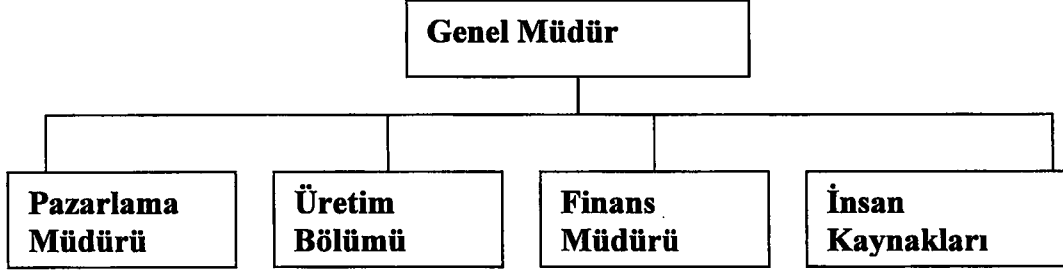 Genel Müdür
Pazarlama
Müdürü
Üretim
Bölümü
Finans
Müdürü
İnsan
Kaynakları